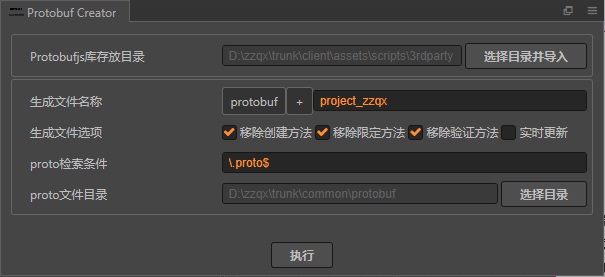 Protobuf Creator
Protobufjs库存放目录 D:\zzqx\trunk\client\assets\scripts\3rdparty 选择目录并导入
生成文件名称 protobuf + project_zzqx
生成文件选项 移除创建方法 移除限定方法 移除验证方法 实时更新
proto检索条件 \.proto$
proto文件目录 D:\zzqx\trunk\common\protobuf 选择目录
执行